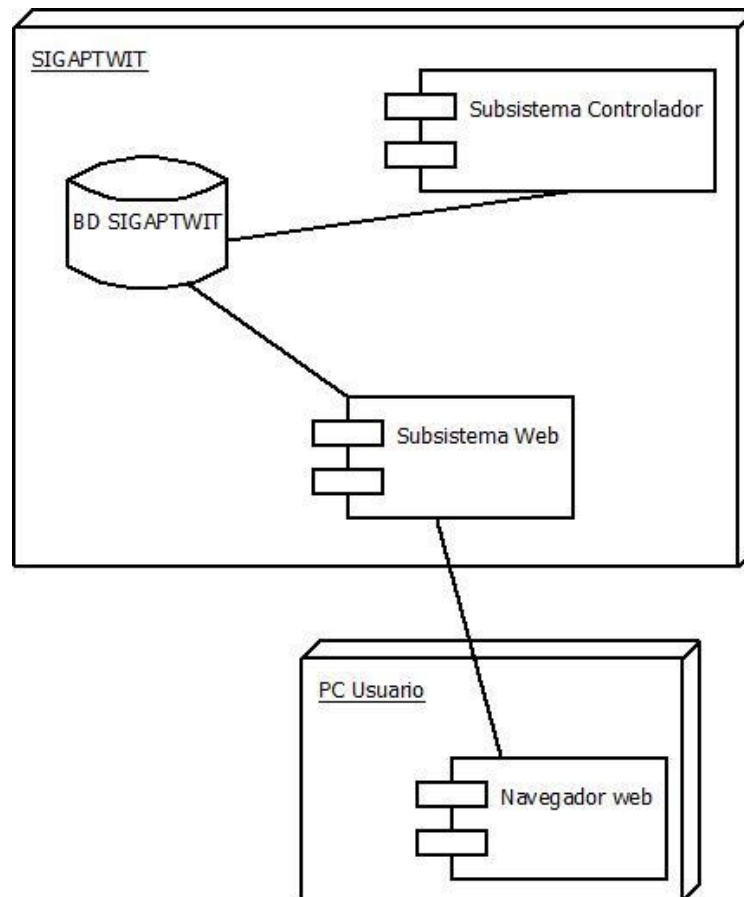 SIGAPTWIT
Subsistema Controlador
BD SIGAPTWIT
Subsistema Web
PC Usuario
Navegador web